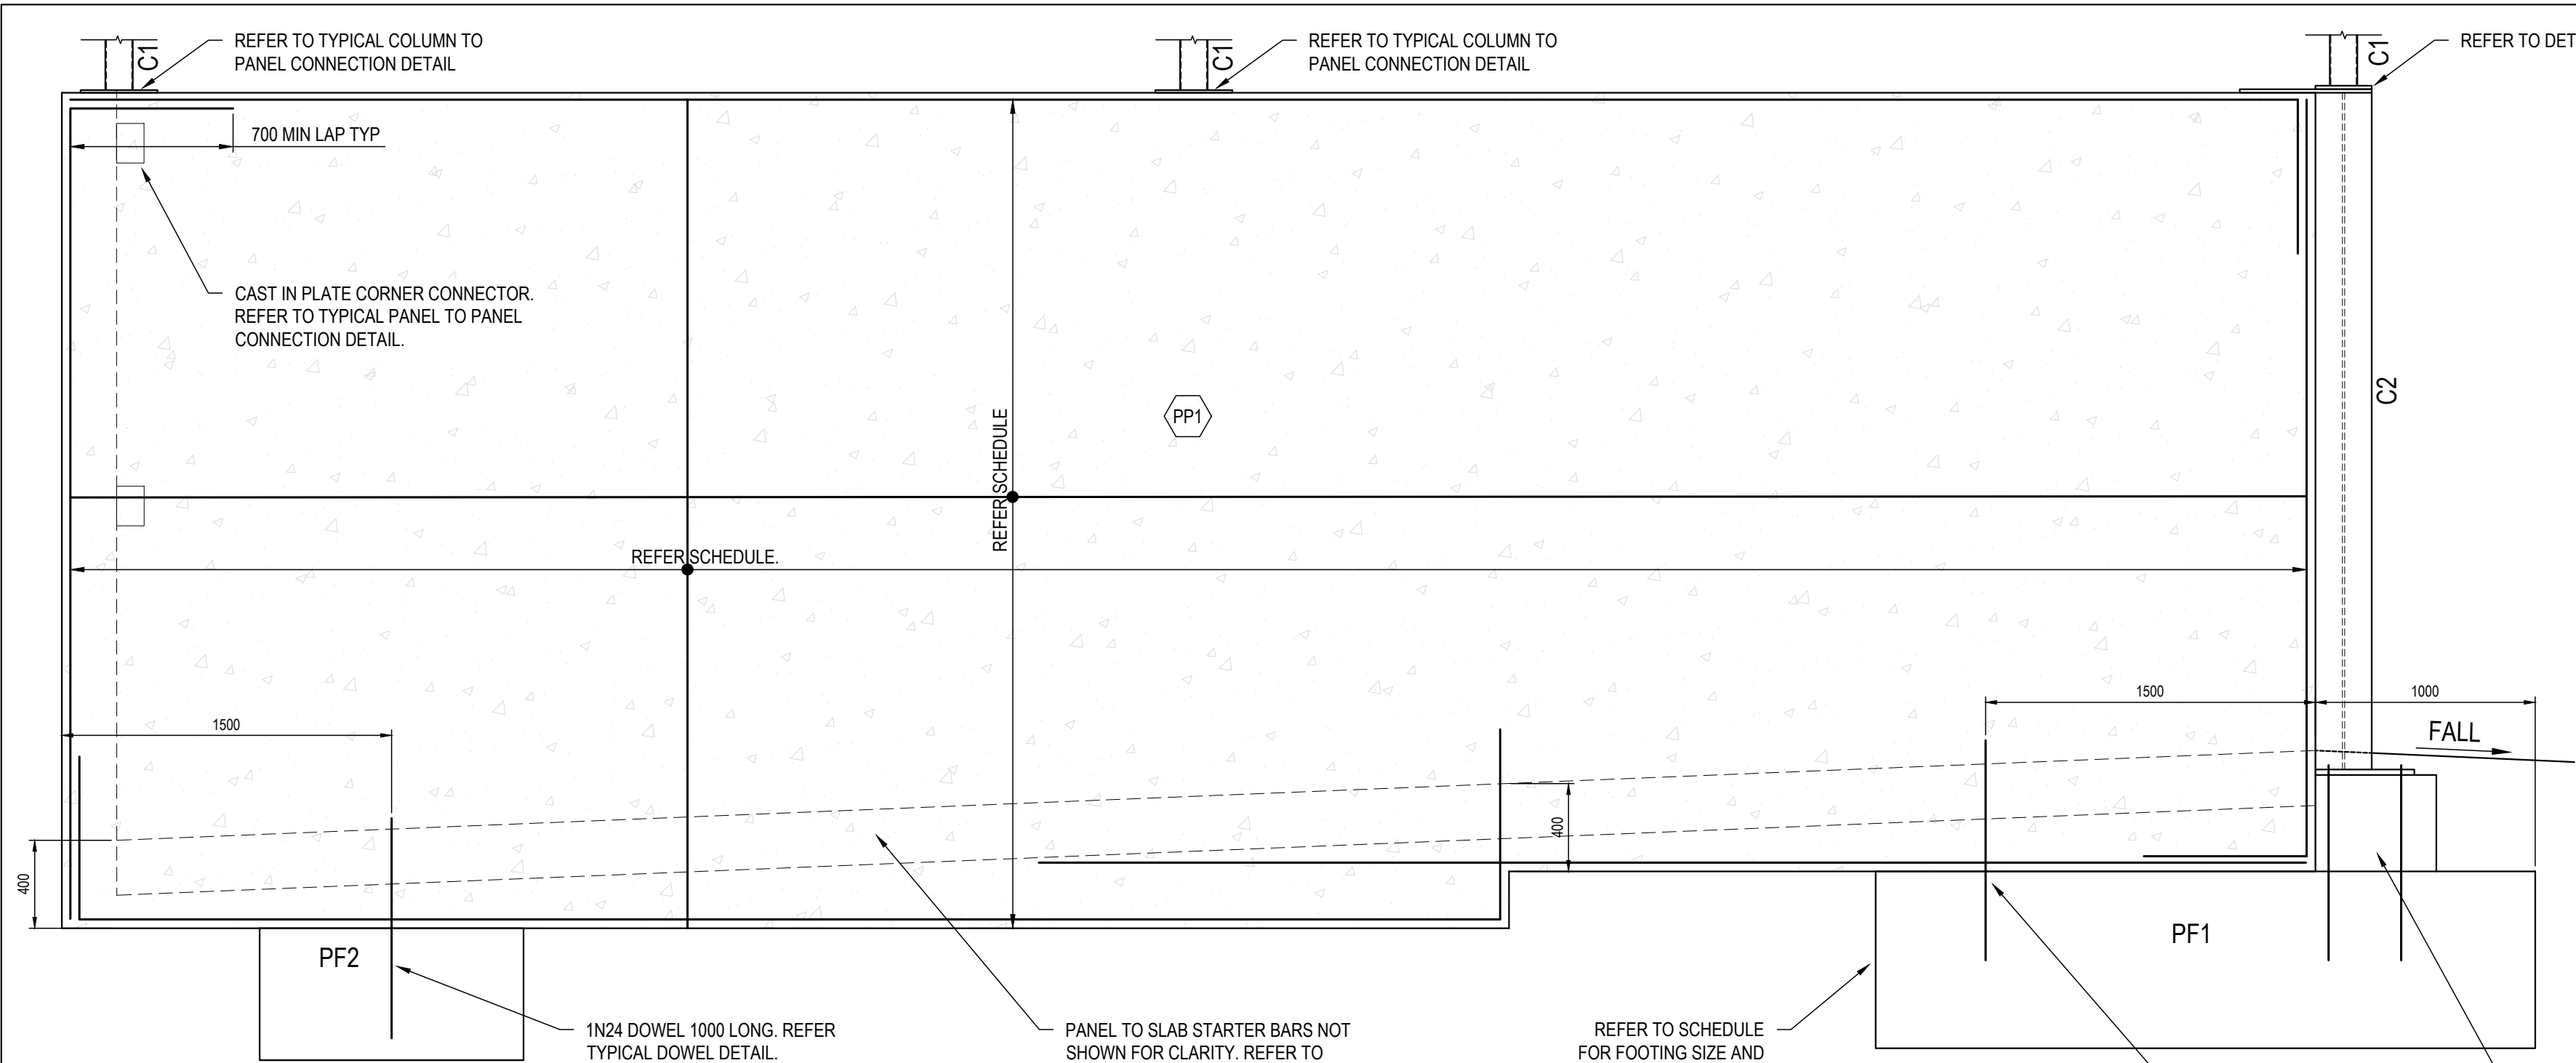 C1
REFER TO TYPICAL COLUMN TO
PANEL CONNECTION DETAIL
C1
REFER TO TYPICAL COLUMN TO
PANEL CONNECTION DETAIL
C1
REFER TO DET
700 MIN LAP TYP
CAST IN PLATE CORNER CONNECTOR.
REFER TO TYPICAL PANEL TO PANEL
CONNECTION DETAIL.
PP1
C2
REFER SCHEDULE
REFER SCHEDULE.
1500
1500
1000
FALL
400
400
PF2
PF1
1N24 DOWEL 1000 LONG. REFER
TYPICAL DOWEL DETAIL.
PANEL TO SLAB STARTER BARS NOT
SHOWN FOR CLARITY. REFER TO
REFER TO SCHEDULE
FOR FOOTING SIZE AND